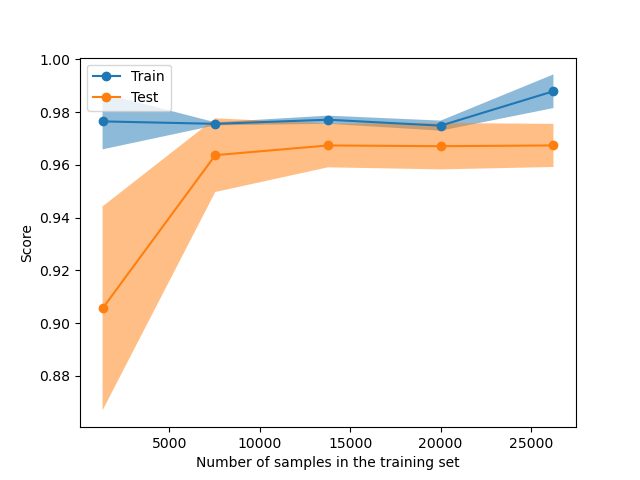 1.00
0.98
0.96
0.94
0.92
0.90
0.88
Score
Train
Test
5000 10000 15000 20000 25000
Number of samples in the training set